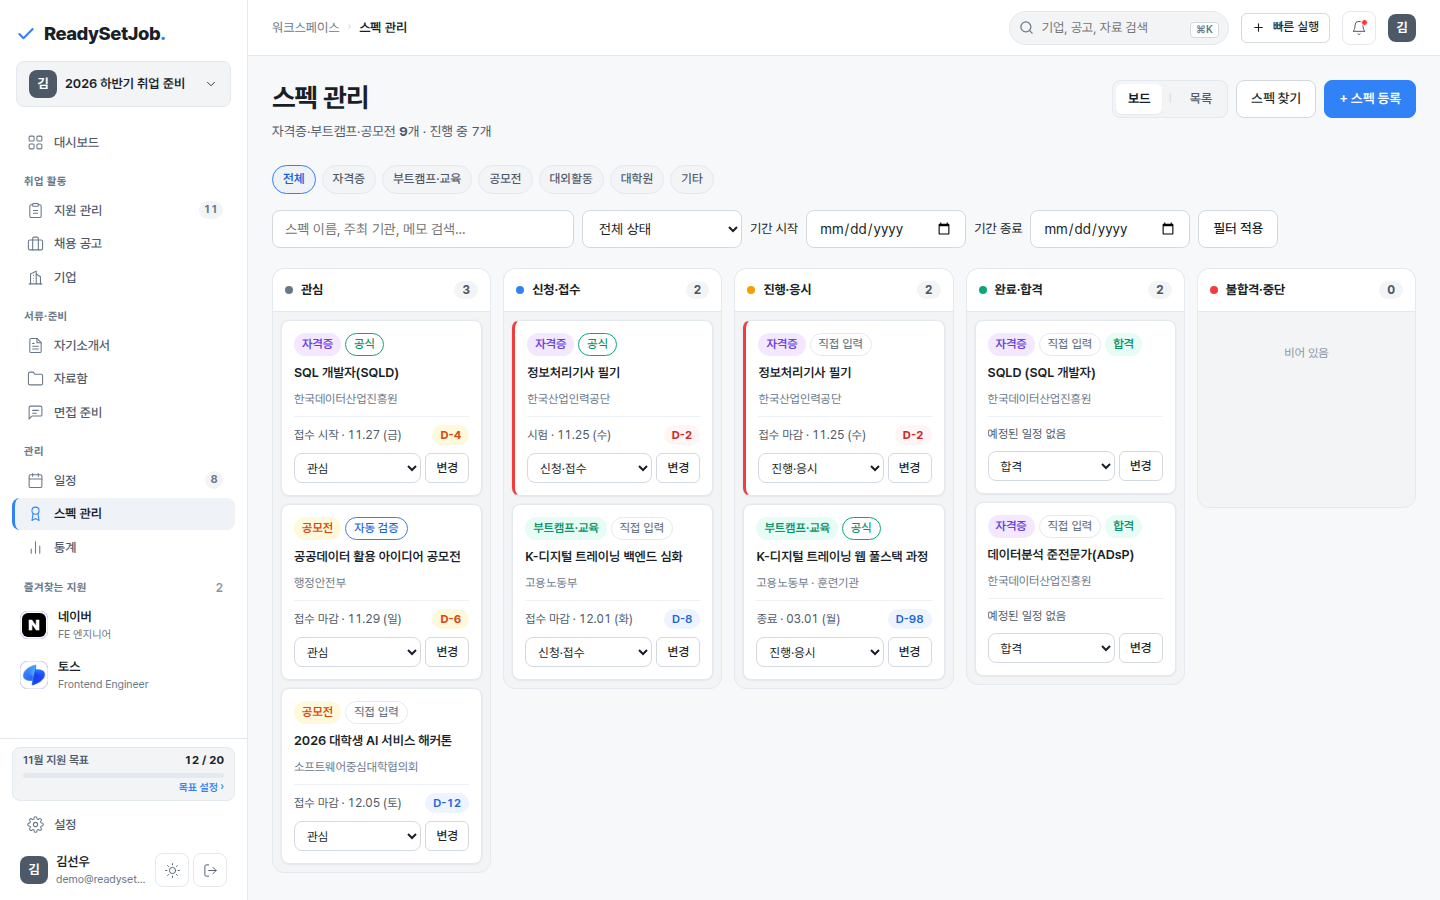 ReadySetJob.
김 2026 하반기 취업 준비
대시보드
취업 활동
지원 관리 11
채용 공고
기업
서류·준비
자기소개서
자료함
면접 준비
관리
일정 8
스펙 관리
통계
즐겨찾는 지원 2
N 네이버
FE 엔지니어
토스
Frontend Engineer
11월 지원 목표 12 / 20
목표 설정 ›
설정
김 김선우
demo@readyset...
워크스페이스 › 스펙 관리
기업, 공고, 자료 검색 ⌘K
+ 빠른 실행
김
스펙 관리
자격증·부트캠프·공모전 9개 · 진행 중 7개
보드 목록 스펙 찾기 + 스펙 등록
전체 자격증 부트캠프·교육 공모전 대외활동 대학원 기타
스펙 이름, 주최 기관, 메모 검색... 전체 상태 기간 시작 mm/dd/yyyy 기간 종료 mm/dd/yyyy 필터 적용
관심 3
자격증 공식
SQL 개발자(SQLD)
한국데이터산업진흥원
접수 시작 · 11.27 (금) D-4
관심 변경
공모전 자동 검증
공공데이터 활용 아이디어 공모전
행정안전부
접수 마감 · 11.29 (일) D-6
관심 변경
공모전 직접 입력
2026 대학생 AI 서비스 해커톤
소프트웨어중심대학협의회
접수 마감 · 12.05 (토) D-12
관심 변경
신청·접수 2
자격증 공식
정보처리기사 필기
한국산업인력공단
시험 · 11.25 (수) D-2
신청·접수 변경
부트캠프·교육 직접 입력
K-디지털 트레이닝 백엔드 심화
고용노동부
접수 마감 · 12.01 (화) D-8
신청·접수 변경
진행·응시 2
자격증 직접 입력
정보처리기사 필기
한국산업인력공단
접수 마감 · 11.25 (수) D-2
진행·응시 변경
부트캠프·교육 공식
K-디지털 트레이닝 웹 풀스택 과정
고용노동부 · 훈련기관
종료 · 03.01 (월) D-98
진행·응시 변경
완료·합격 2
자격증 직접 입력 합격
SQLD (SQL 개발자)
한국데이터산업진흥원
예정된 일정 없음
합격 변경
자격증 직접 입력 합격
데이터분석 준전문가(ADsP)
한국데이터산업진흥원
예정된 일정 없음
합격 변경
불합격·중단 0
비어 있음